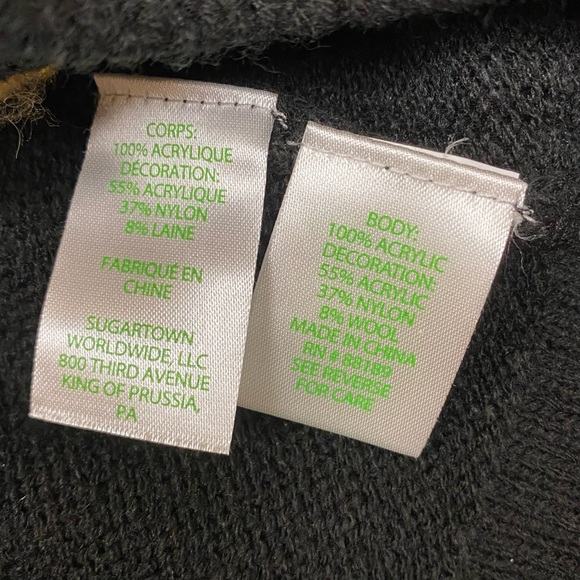 CORPS:
100% ACRYLIQUE
DÉCORATION:
55% ACRYLIQUE
37% NYLON
8% LAINE
FABRIQUÉ EN
CHINE
SUGARTOWN
WORLDWIDE, LLC
800 THIRD AVENUE
KING OF PRUSSIA,
PA
BODY:
100% ACRYLIC
DECORATION:
55% ACRYLIC
37% NYLON
8% WOOL
MADE IN CHINA
RN # 88189
SEE REVERSE
FOR CARE